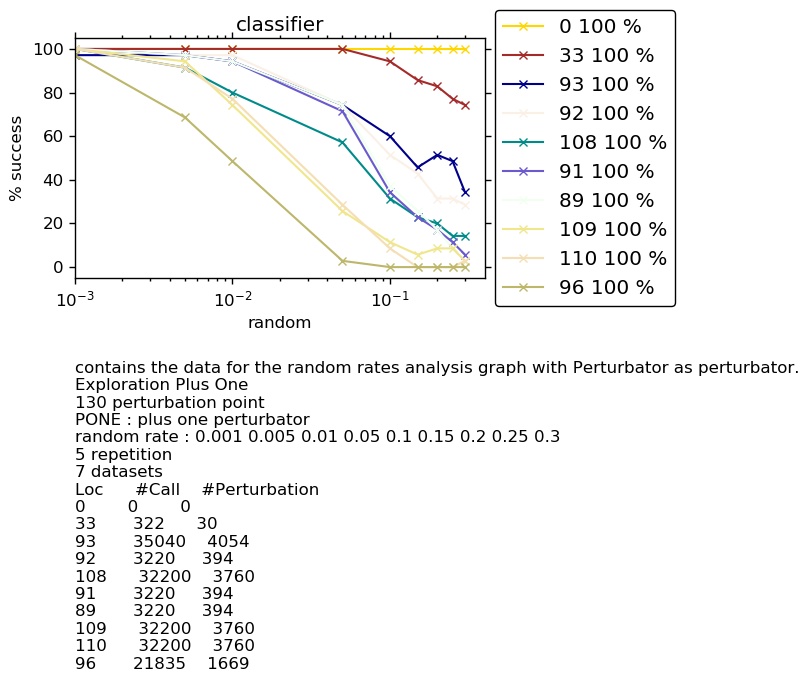 classifier
100
80
60
40
20
0
% success
10⁻³ 10⁻² 10⁻¹
random
0 100 %
33 100 %
93 100 %
92 100 %
108 100 %
91 100 %
89 100 %
109 100 %
110 100 %
96 100 %
contains the data for the random rates analysis graph with Perturbator as perturbator.
Exploration Plus One
130 perturbation point
PONE : plus one perturbator
random rate : 0.001 0.005 0.01 0.05 0.1 0.15 0.2 0.25 0.3
5 repetition
7 datasets
Loc #Call #Perturbation
0 0 0
33 322 30
93 35040 4054
92 3220 394
108 32200 3760
91 3220 394
89 3220 394
109 32200 3760
110 32200 3760
96 21835 1669